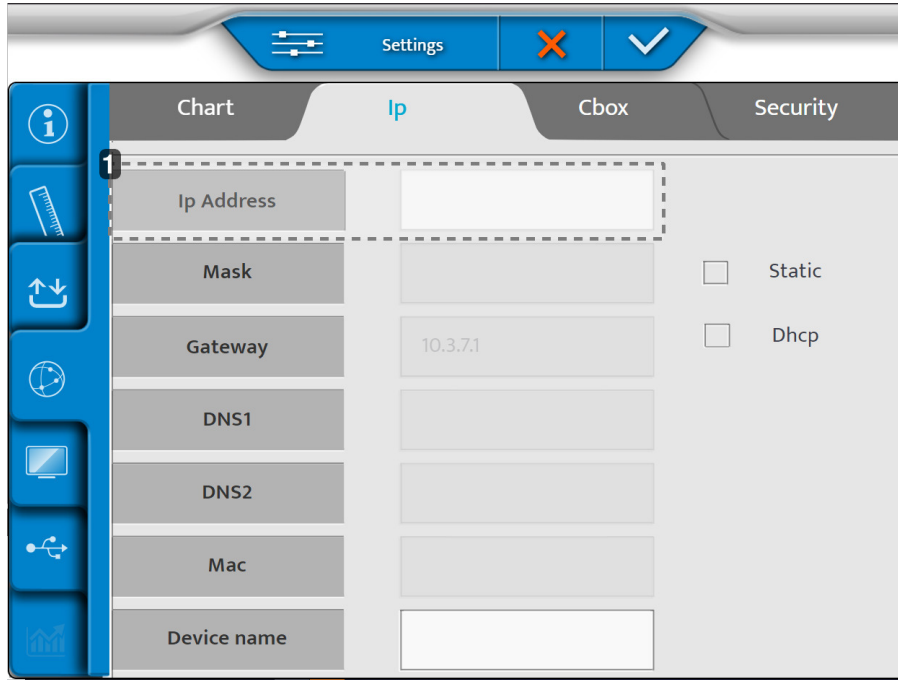 Settings
Chart Ip Cbox Security
1
Ip Address
Mask
Static
Gateway 10.3.7.1
Dhcp
DNS1
DNS2
Mac
Device name